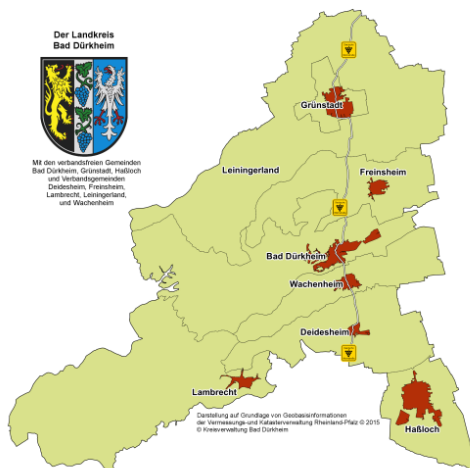 Der Landkreis
Bad Dürkheim
Mit den verbandsfreien Gemeinden
Bad Dürkheim, Grünstadt, Haßloch
und Verbandsgemeinden
Deidesheim, Freinsheim,
Lambrecht, Leiningerland,
und Wachenheim
Grünstadt
Leiningerland
Freinsheim
Bad Dürkheim
Wachenheim
Deidesheim
Lambrecht
Haßloch
Darstellung auf Grundlage von Geobasisinformationen
der Vermessungs-und Katasterverwaltung Rheinland-Pfalz © 2015
© Kreisverwaltung Bad Dürkheim